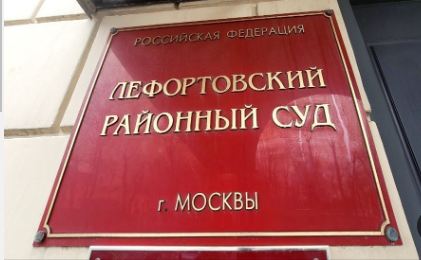 РОССИЙСКАЯ ФЕДЕРАЦИЯ
ЛЕФОРТОВСКИЙ
РАЙОННЫЙ СУД
г. МОСКВЫ